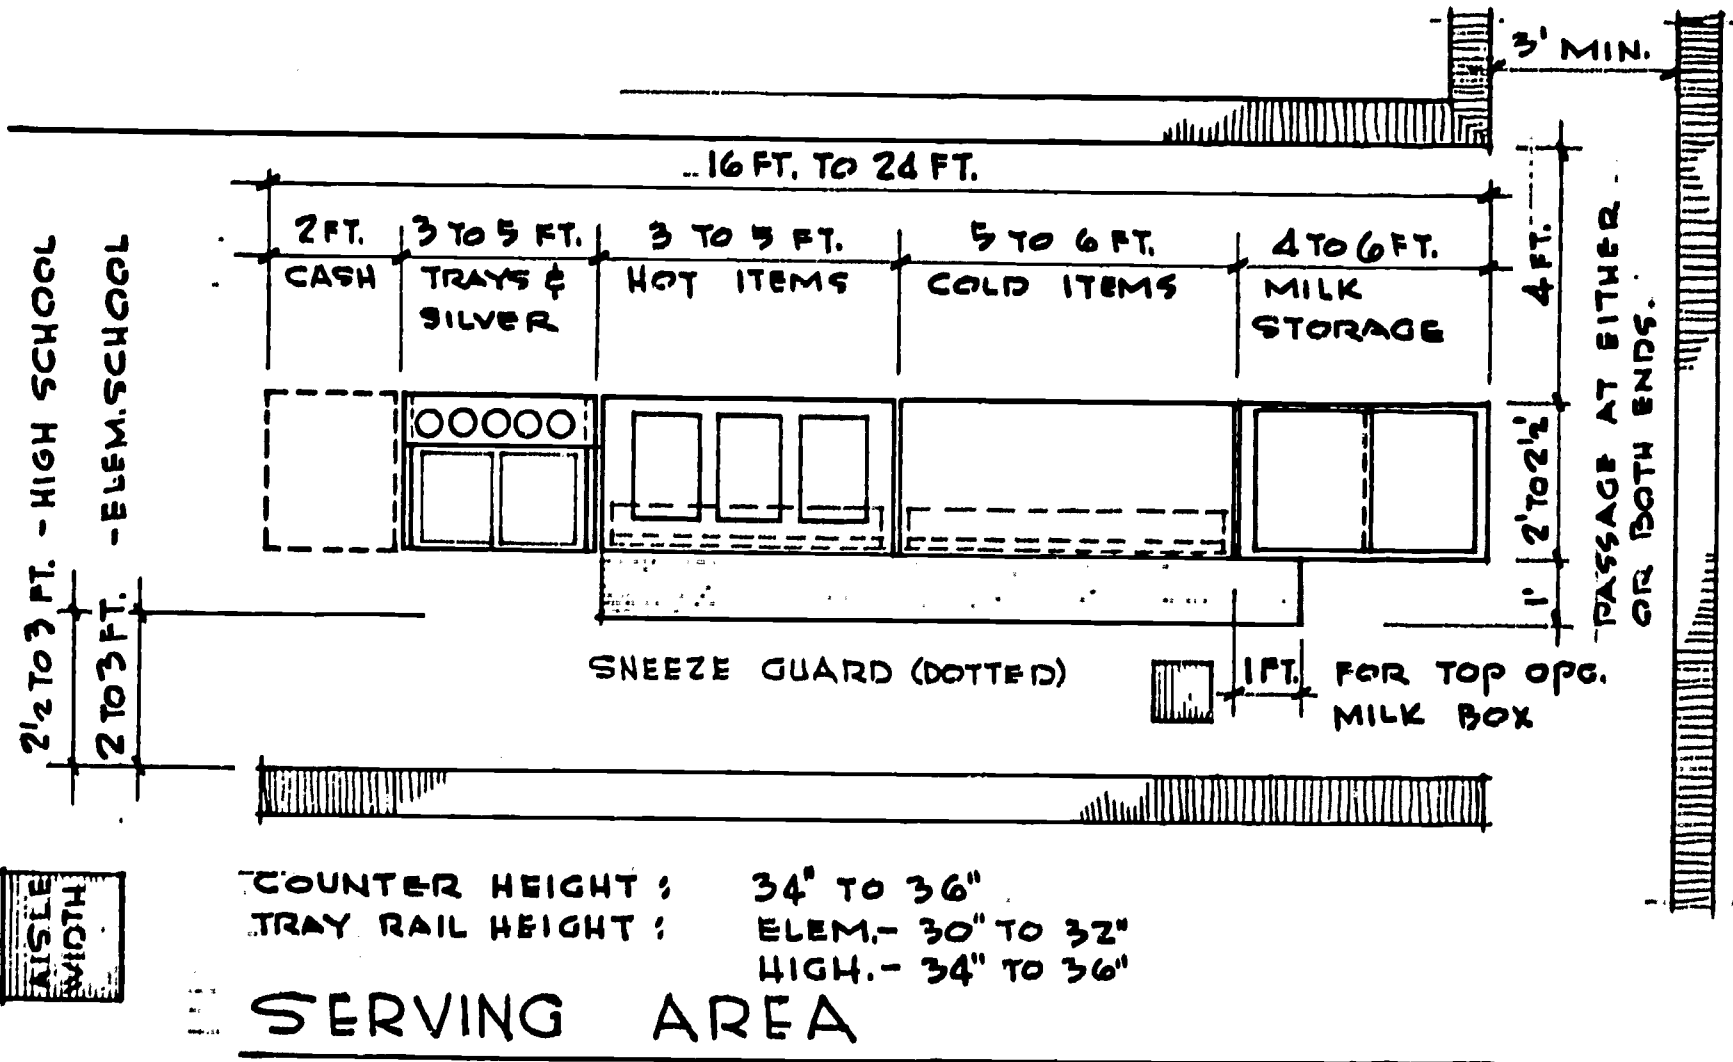 3' MIN.
16 FT. TO 24 FT.
2 FT.
CASH
3 TO 5 FT.
TRAYS &
SILVER
3 TO 5 FT.
HOT ITEMS
5 TO 6 FT.
COLD ITEMS
4 TO 6 FT.
MILK
STORAGE
4 FT.
2' TO 2½'
1'
PASSAGE AT EITHER
OR BOTH ENDS.
2½ TO 3 FT. - HIGH SCHOOL
2 TO 3 FT. - ELEM. SCHOOL
SNEEZE GUARD (DOTTED)
1 FT.
FOR TOP OPG.
MILK BOX
AISLE
WIDTH
COUNTER HEIGHT : 34" TO 36"
TRAY RAIL HEIGHT : ELEM.- 30" TO 32"
HIGH.- 34" TO 36"
SERVING AREA